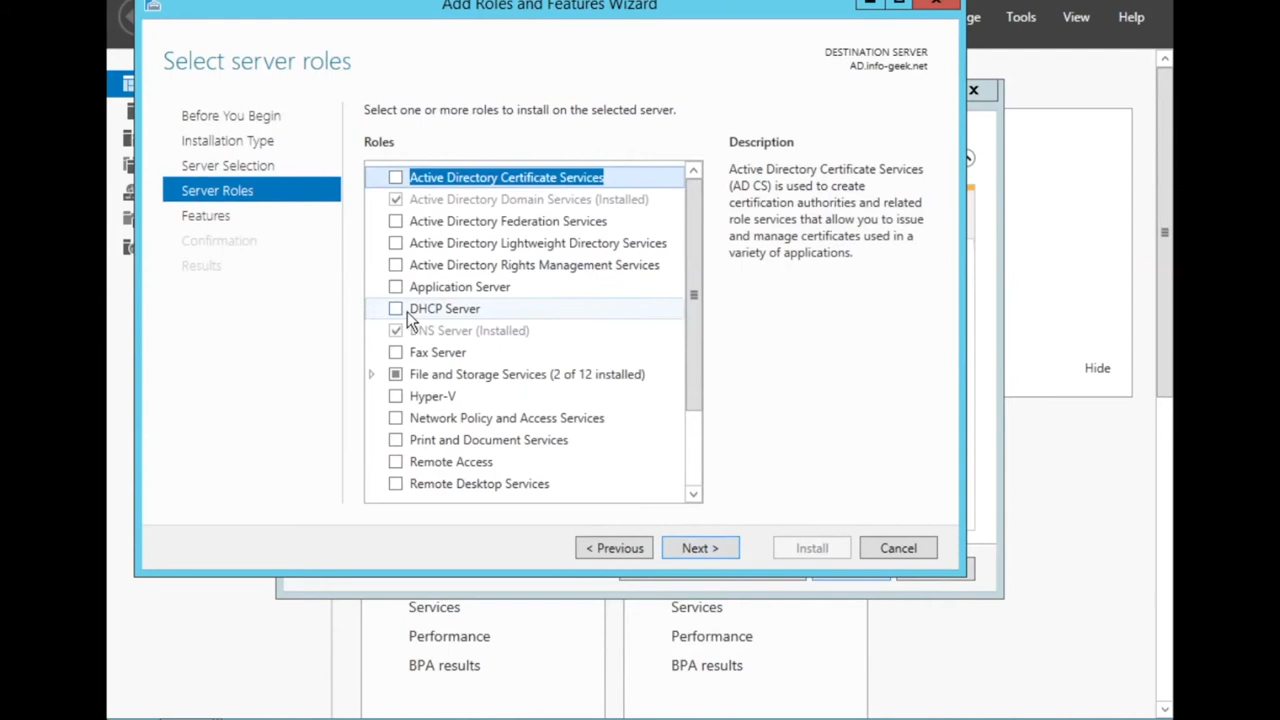 Add Roles and Features Wizard
Tools
View
Help
Select server roles
DESTINATION SERVER
AD.info-geek.net
Before You Begin
Installation Type
Server Selection
Server Roles
Features
Confirmation
Results
Select one or more roles to install on the selected server.
Roles
Active Directory Certificate Services
Active Directory Domain Services (Installed)
Active Directory Federation Services
Active Directory Lightweight Directory Services
Active Directory Rights Management Services
Application Server
DHCP Server
DNS Server (Installed)
Fax Server
File and Storage Services (2 of 12 installed)
Hyper-V
Network Policy and Access Services
Print and Document Services
Remote Access
Remote Desktop Services
Description
Active Directory Certificate Services
(AD CS) is used to create
certification authorities and related
role services that allow you to issue
and manage certificates used in a
variety of applications.
Hide
< Previous
Next >
Install
Cancel
Services
Performance
BPA results
Services
Performance
BPA results